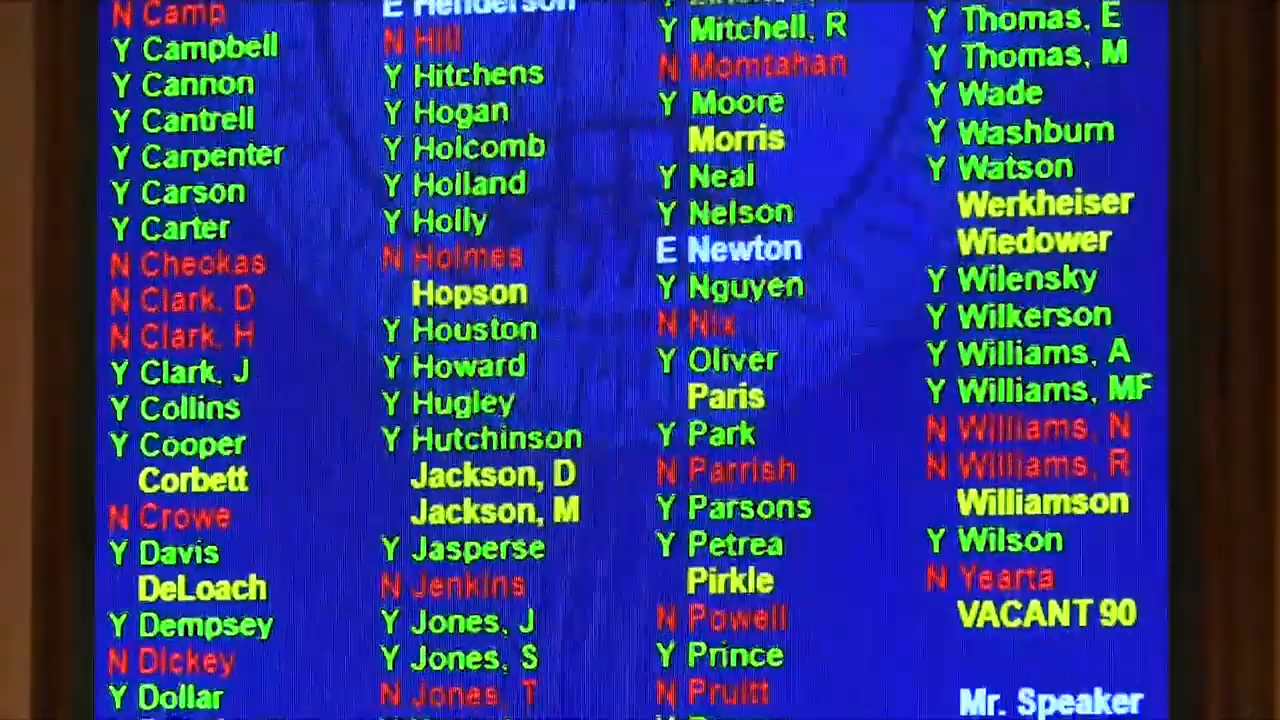 N Camp
Y Campbell
Y Cannon
Y Cantrell
Y Carpenter
Y Carson
Y Carter
N Cheokas
N Clark, D
N Clark, H
Y Clark, J
Y Collins
Y Cooper
Corbett
N Crowe
Y Davis
DeLoach
Y Dempsey
N Dickey
Y Dollar
E Henderson
N Hill
Y Hitchens
Y Hogan
Y Holcomb
Y Holland
Y Holly
N Holmes
Hopson
Y Houston
Y Howard
Y Hugley
Y Hutchinson
Jackson, D
Jackson, M
Y Jasperse
N Jenkins
Y Jones, J
Y Jones, S
N Jones, T
Y Mitchell, R
N Momtahan
Y Moore
Morris
Y Neal
Y Nelson
E Newton
Y Nguyen
N Nix
Y Oliver
Paris
Y Park
N Parrish
Y Parsons
Y Petrea
Pirkle
N Powell
Y Prince
N Pruitt
Y Thomas, E
Y Thomas, M
Y Wade
Y Washburn
Y Watson
Werkheiser
Wiedower
Y Wilensky
Y Wilkerson
Y Williams, A
Y Williams, MF
N Williams, N
N Williams, R
Williamson
Y Wilson
N Yearta
VACANT 90
Mr. Speaker